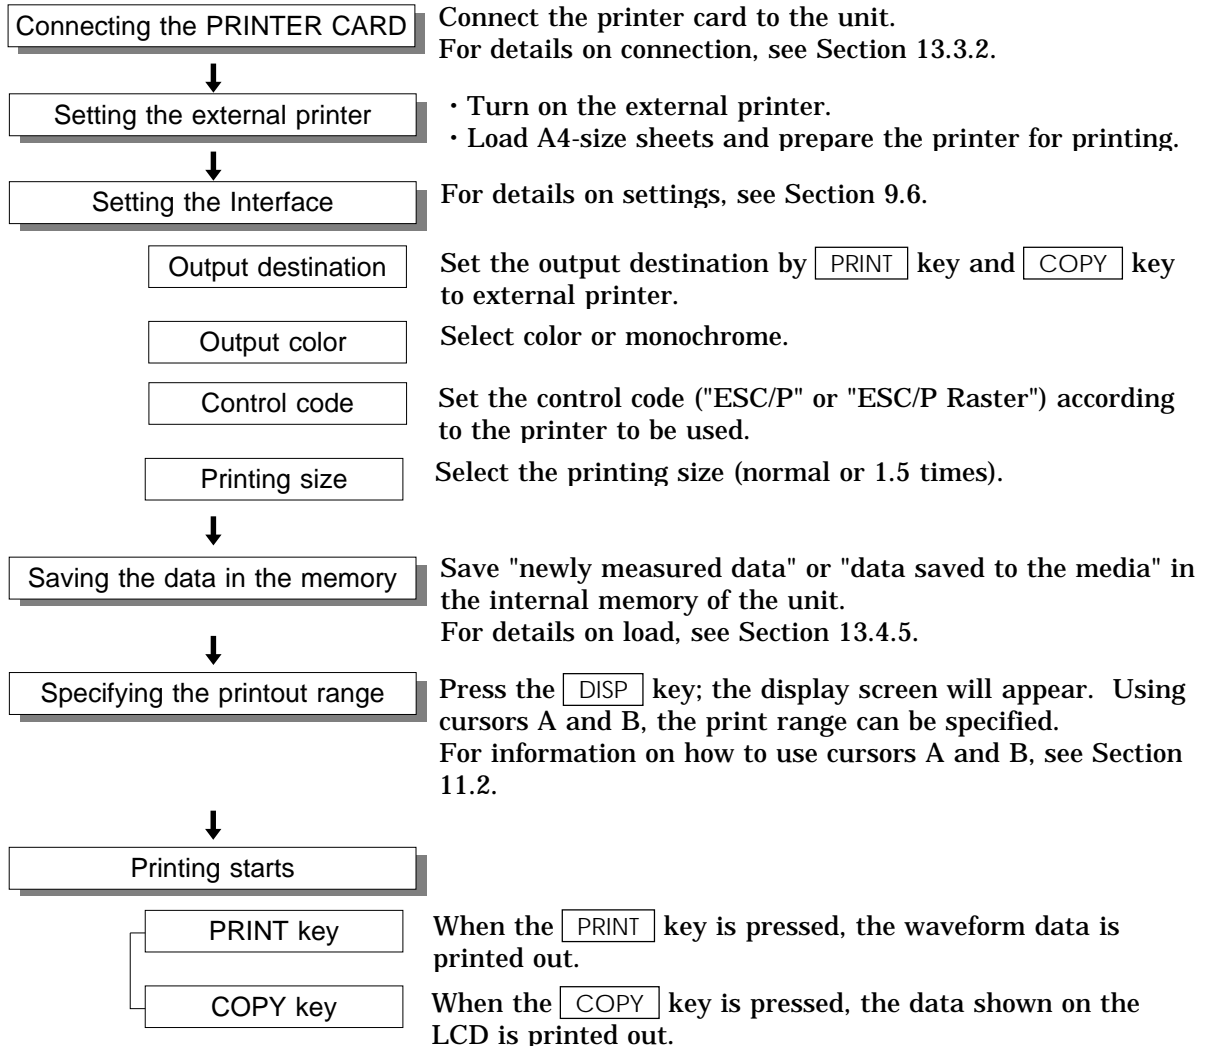 Connecting the PRINTER CARD
Connect the printer card to the unit.
For details on connection, see Section 13.3.2.
Setting the external printer
・Turn on the external printer.
・Load A4-size sheets and prepare the printer for printing.
Setting the Interface
For details on settings, see Section 9.6.
Output destination
Set the output destination by PRINT key and COPY key
to external printer.
Output color
Select color or monochrome.
Control code
Set the control code ("ESC/P" or "ESC/P Raster") according
to the printer to be used.
Printing size
Select the printing size (normal or 1.5 times).
Saving the data in the memory
Save "newly measured data" or "data saved to the media" in
the internal memory of the unit.
For details on load, see Section 13.4.5.
Specifying the printout range
Press the DISP key; the display screen will appear. Using
cursors A and B, the print range can be specified.
For information on how to use cursors A and B, see Section
11.2.
Printing starts
PRINT key
When the PRINT key is pressed, the waveform data is
printed out.
COPY key
When the COPY key is pressed, the data shown on the
LCD is printed out.